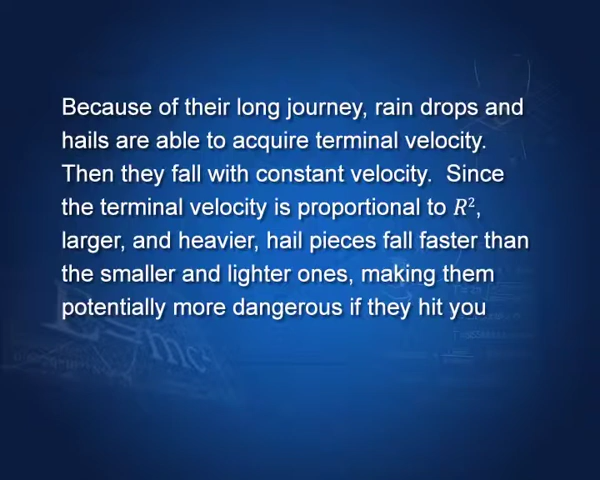 Because of their long journey, rain drops and
hails are able to acquire terminal velocity.
Then they fall with constant velocity.  Since
the terminal velocity is proportional to R²,
larger, and heavier, hail pieces fall faster than
the smaller and lighter ones, making them
potentially more dangerous if they hit you
E=mc²